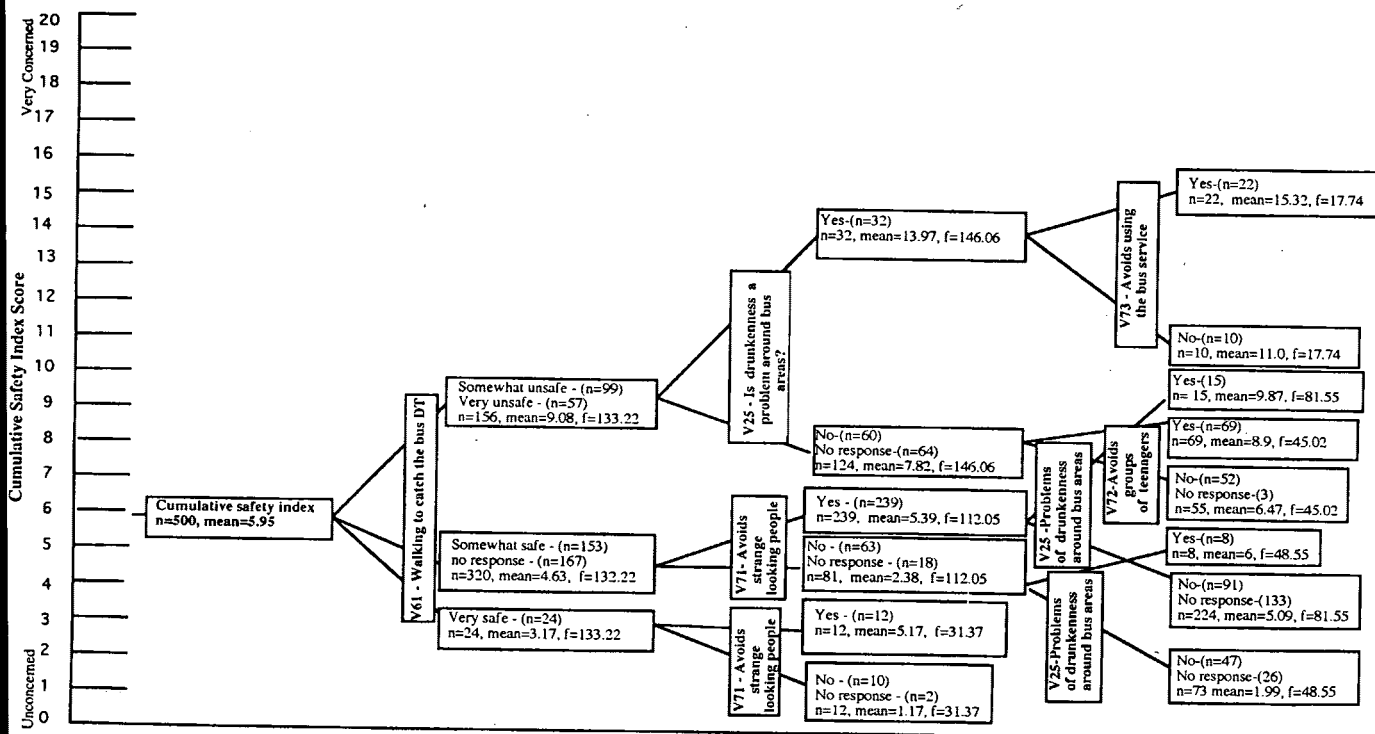 Very Concerned
Cumulative Safety Index Score
Unconcerned
20
19
18
17
16
15
14
13
12
11
10
9
8
7
6
5
4
3
2
1
0
Cumulative safety index
n=500, mean=5.95
V61 - Walking to catch the bus DT
Somewhat unsafe - (n=99)
Very unsafe - (n=57)
n=156, mean=9.08, f=133.22
Somewhat safe - (n=153)
no response - (n=167)
n=320, mean=4.63, f=132.22
Very safe - (n=24)
n=24, mean=3.17, f=133.22
V25 - Is drunkenness a
problem around bus
areas?
V71- Avoids
strange
looking people
V71 - Avoids
strange
looking people
Yes-(n=32)
n=32, mean=13.97, f=146.06
No-(n=60)
No response-(n=64)
n=124, mean=7.82, f=146.06
Yes - (n=239)
n=239, mean=5.39, f=112.05
No - (n=63)
No response - (n=18)
n=81, mean=2.38, f=112.05
Yes - (n=12)
n=12, mean=5.17, f=31.37
No - (n=10)
No response - (n=2)
n=12, mean=1.17, f=31.37
V73 - Avoids using
the bus service
V72-Avoids
groups
of teenagers
V25 -Problems
of drunkenness
around bus areas
V25-Problems
of drunkenness
around bus areas
Yes-(n=22)
n=22, mean=15.32, f=17.74
No-(n=10)
n=10, mean=11.0, f=17.74
Yes-(15)
n= 15, mean=9.87, f=81.55
Yes-(n=69)
n=69, mean=8.9, f=45.02
No-(n=52)
No response-(3)
n=55, mean=6.47, f=45.02
Yes-(n=8)
n=8, mean=6, f=48.55
No-(n=91)
No response-(133)
n=224, mean=5.09, f=81.55
No-(n=47)
No response-(26)
n=73 mean=1.99, f=48.55